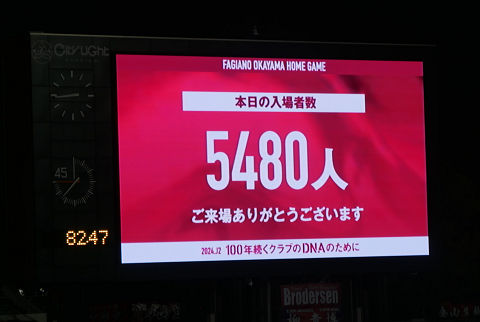 City Light
FAGIANO OKAYAMA HOME GAME
本日の入場者数
5480人
ご来場ありがとうございます
2024.12 100年続くクラブのDNAのために
45
8247
Brodersen